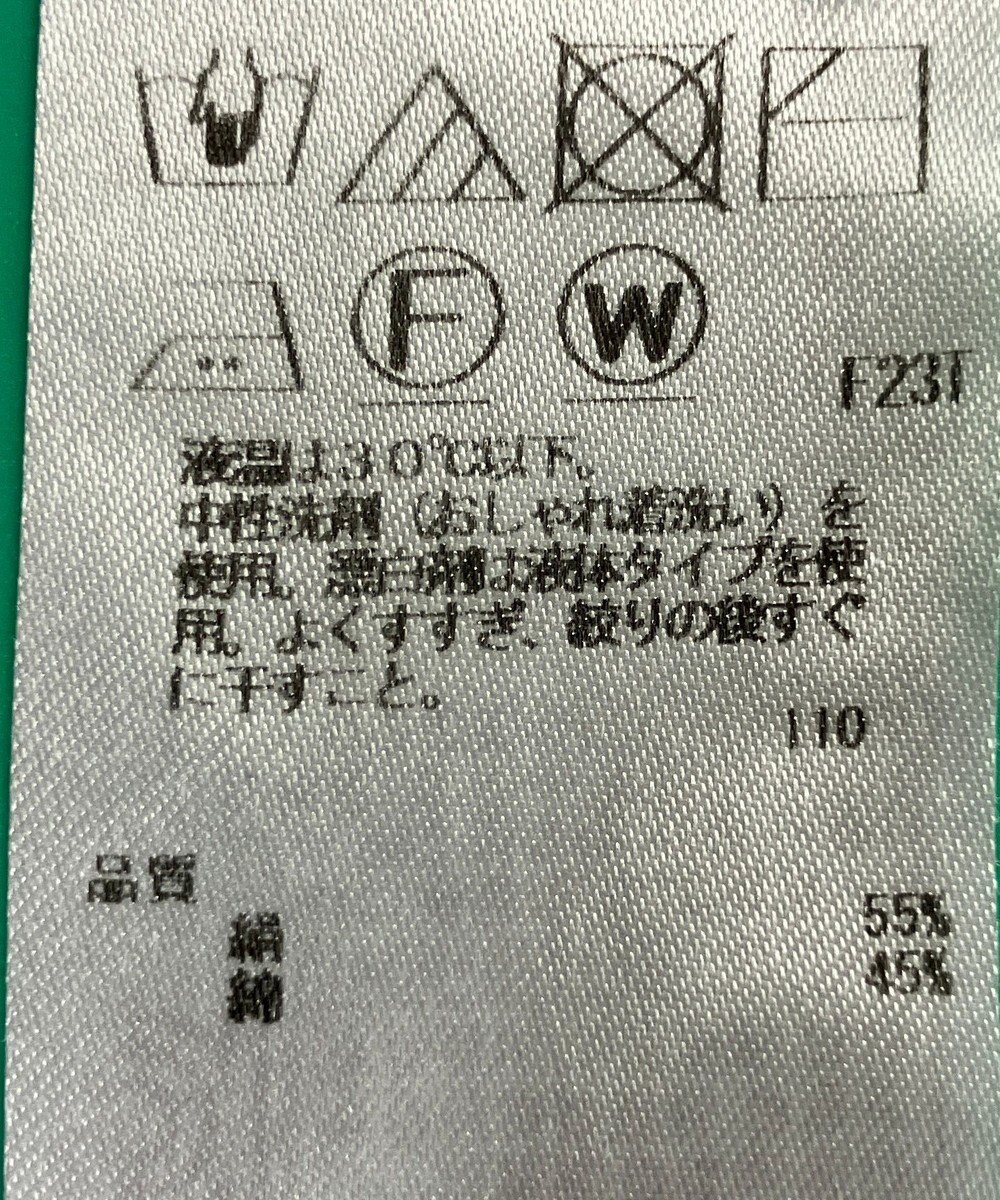 F W
F23T
液温は30℃以下。
中性洗剤（おしゃれ着洗い）を
使用。漂白剤は液体タイプを使
用。よくすすぎ、絞りの後すぐ
に干すこと。
110
品質
絹 55%
綿 45%